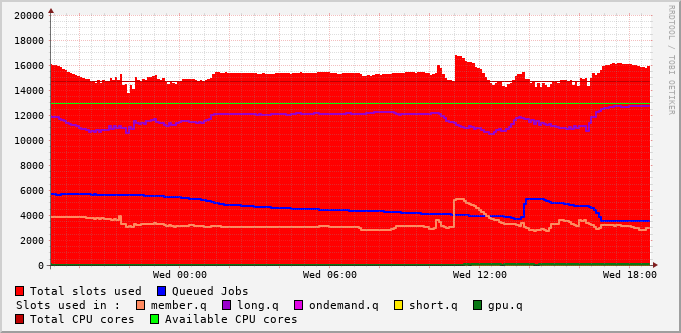 20000
18000
16000
14000
12000
10000
8000
6000
4000
2000
0
Wed 00:00 Wed 06:00 Wed 12:00 Wed 18:00
Total slots used Queued Jobs
Slots used in : member.q long.q ondemand.q short.q gpu.q
Total CPU cores Available CPU cores
RRDTOOL / TOBI OETIKER